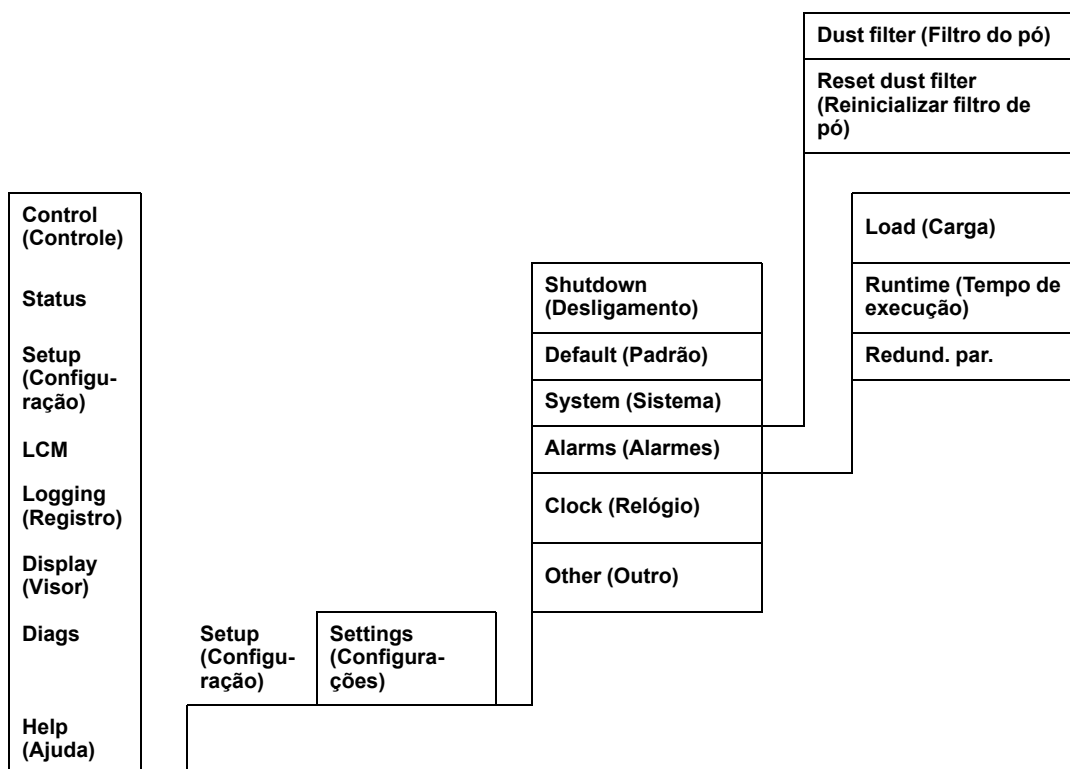 Dust filter (Filtro do pó)
Reset dust filter
(Reinicializar filtro de
pó)
Control
(Controle)
Status
Setup
(Configu-
ração)
LCM
Logging
(Registro)
Display
(Visor)
Diags
Help
(Ajuda)
Setup
(Configu-
ração)
Settings
(Configura-
ções)
Shutdown
(Desligamento)
Default (Padrão)
System (Sistema)
Alarms (Alarmes)
Clock (Relógio)
Other (Outro)
Load (Carga)
Runtime (Tempo de
execução)
Redund. par.